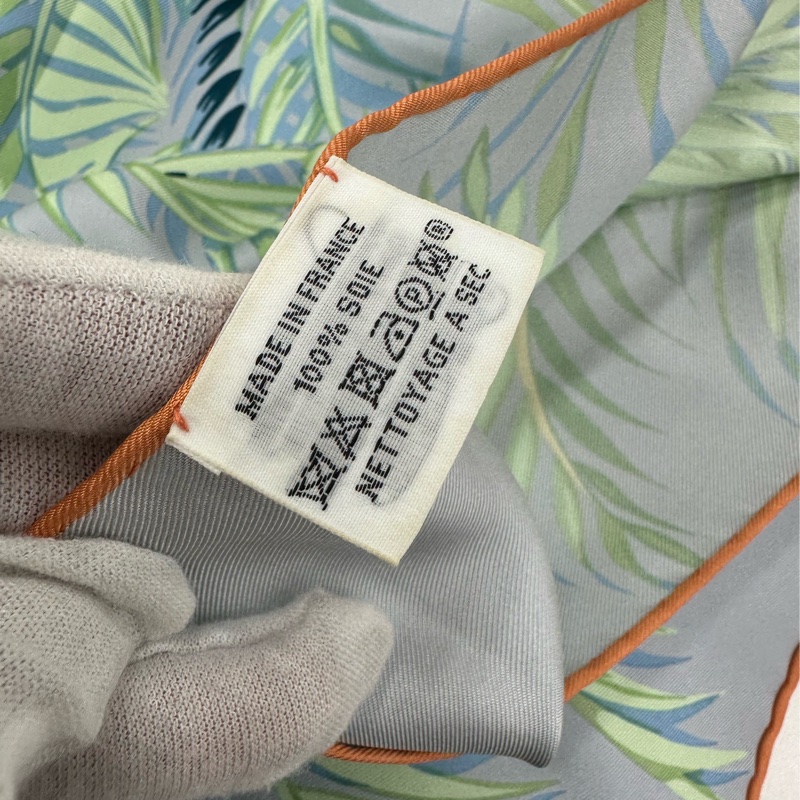 MADE IN FRANCE
100% SOIE
®
NETTOYAGE A SEC